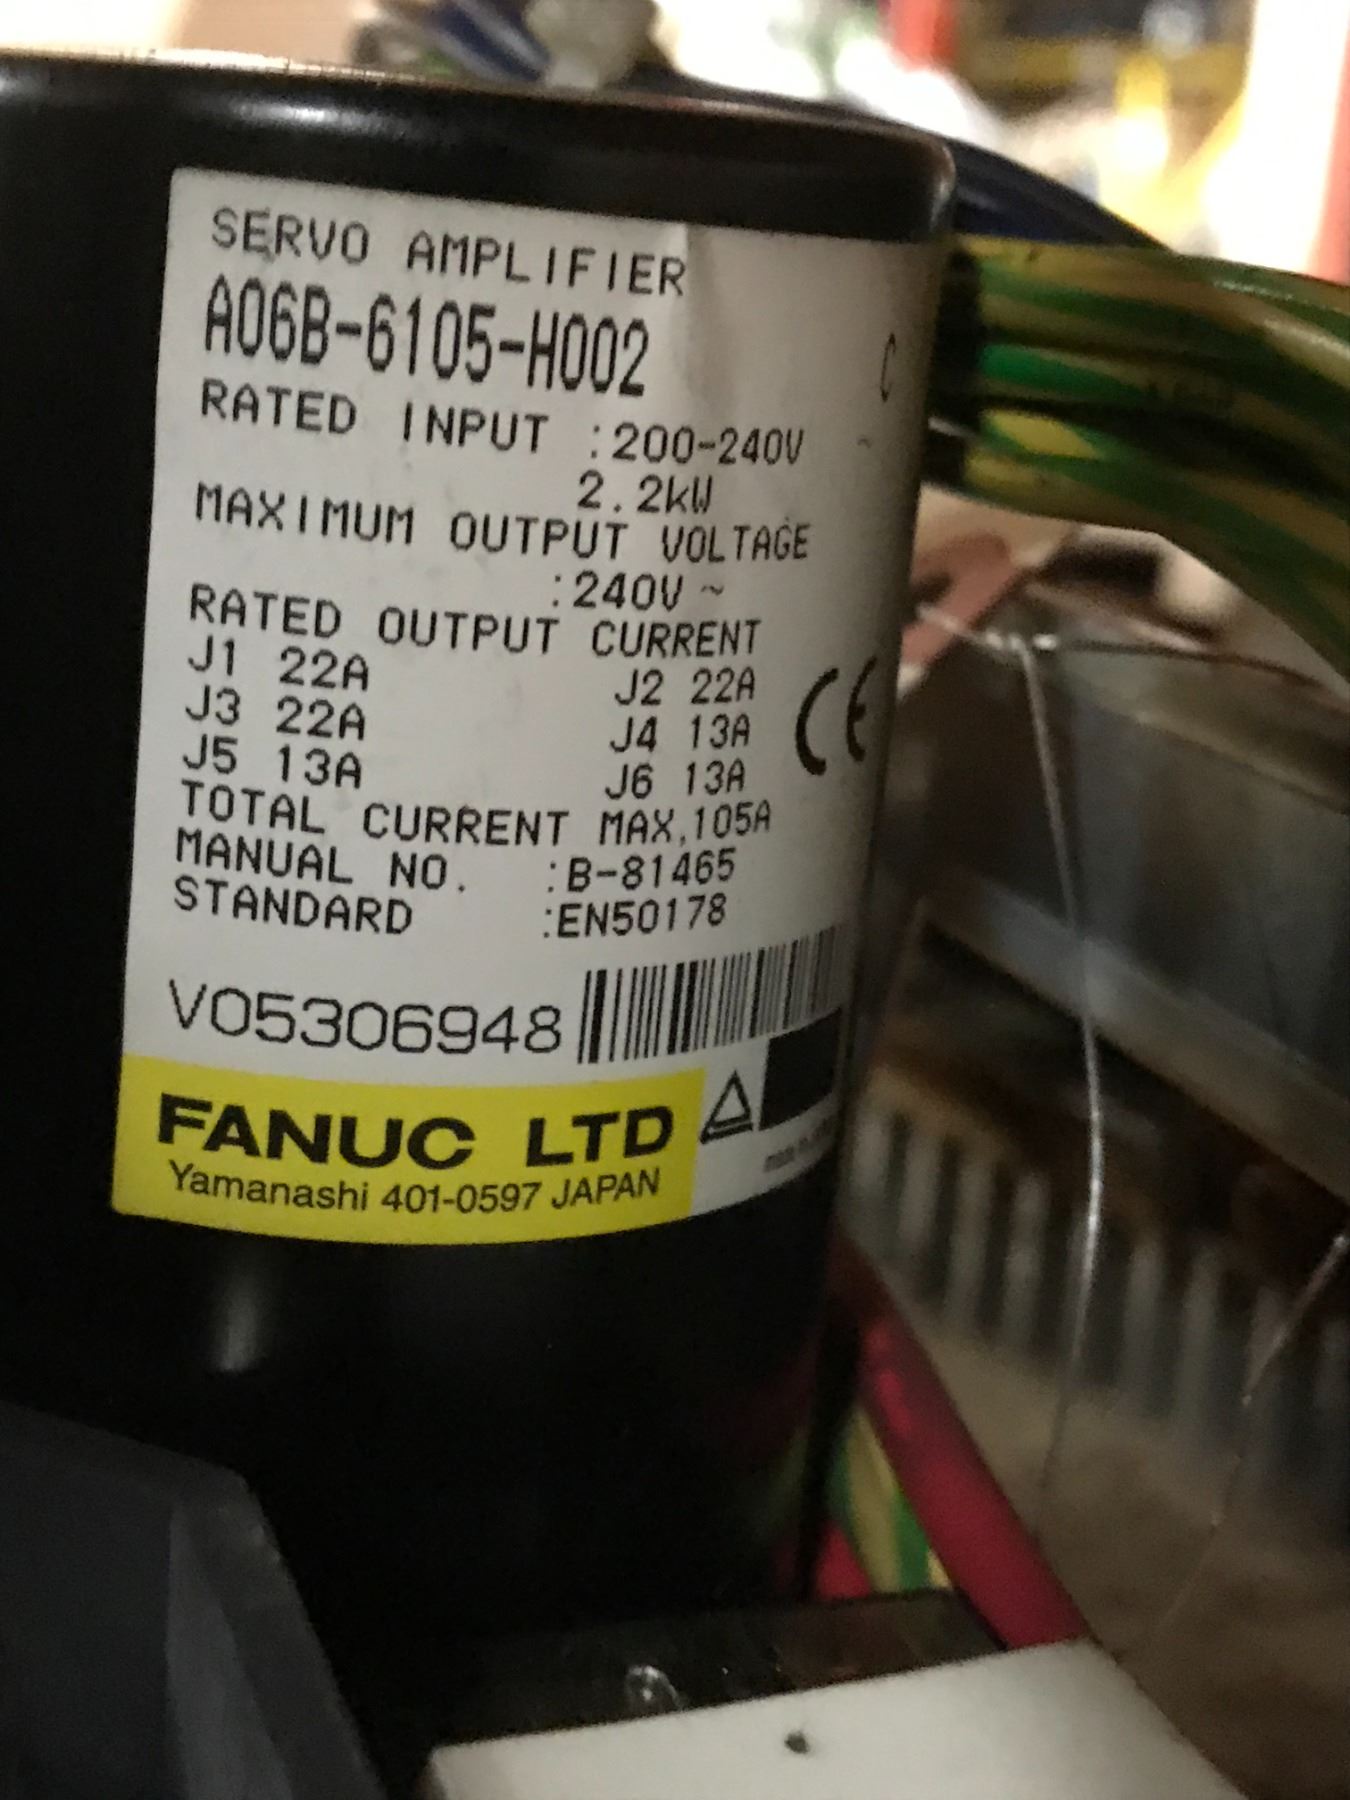 SERVO AMPLIFIER
A06B-6105-H002 C
RATED INPUT :200-240V ~
2.2kW
MAXIMUM OUTPUT VOLTAGE
:240V ~
RATED OUTPUT CURRENT
J1 22A J2 22A
J3 22A J4 13A
J5 13A J6 13A
CE
TOTAL CURRENT MAX.105A
MANUAL NO. :B-81465
STANDARD :EN50178
V05306948
FANUC LTD
Yamanashi 401-0597 JAPAN